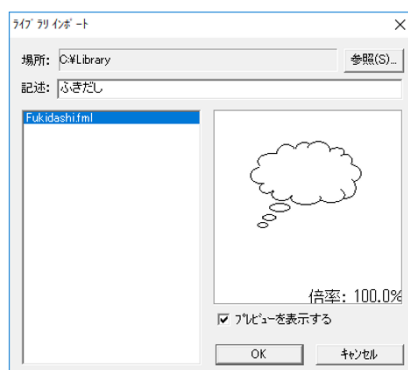 ライブラリ インポート
場所: C:¥Library 参照(S)...
記述: ふきだし
Fukidashi.fml
倍率: 100.0%
プレビューを表示する
OK キャンセル